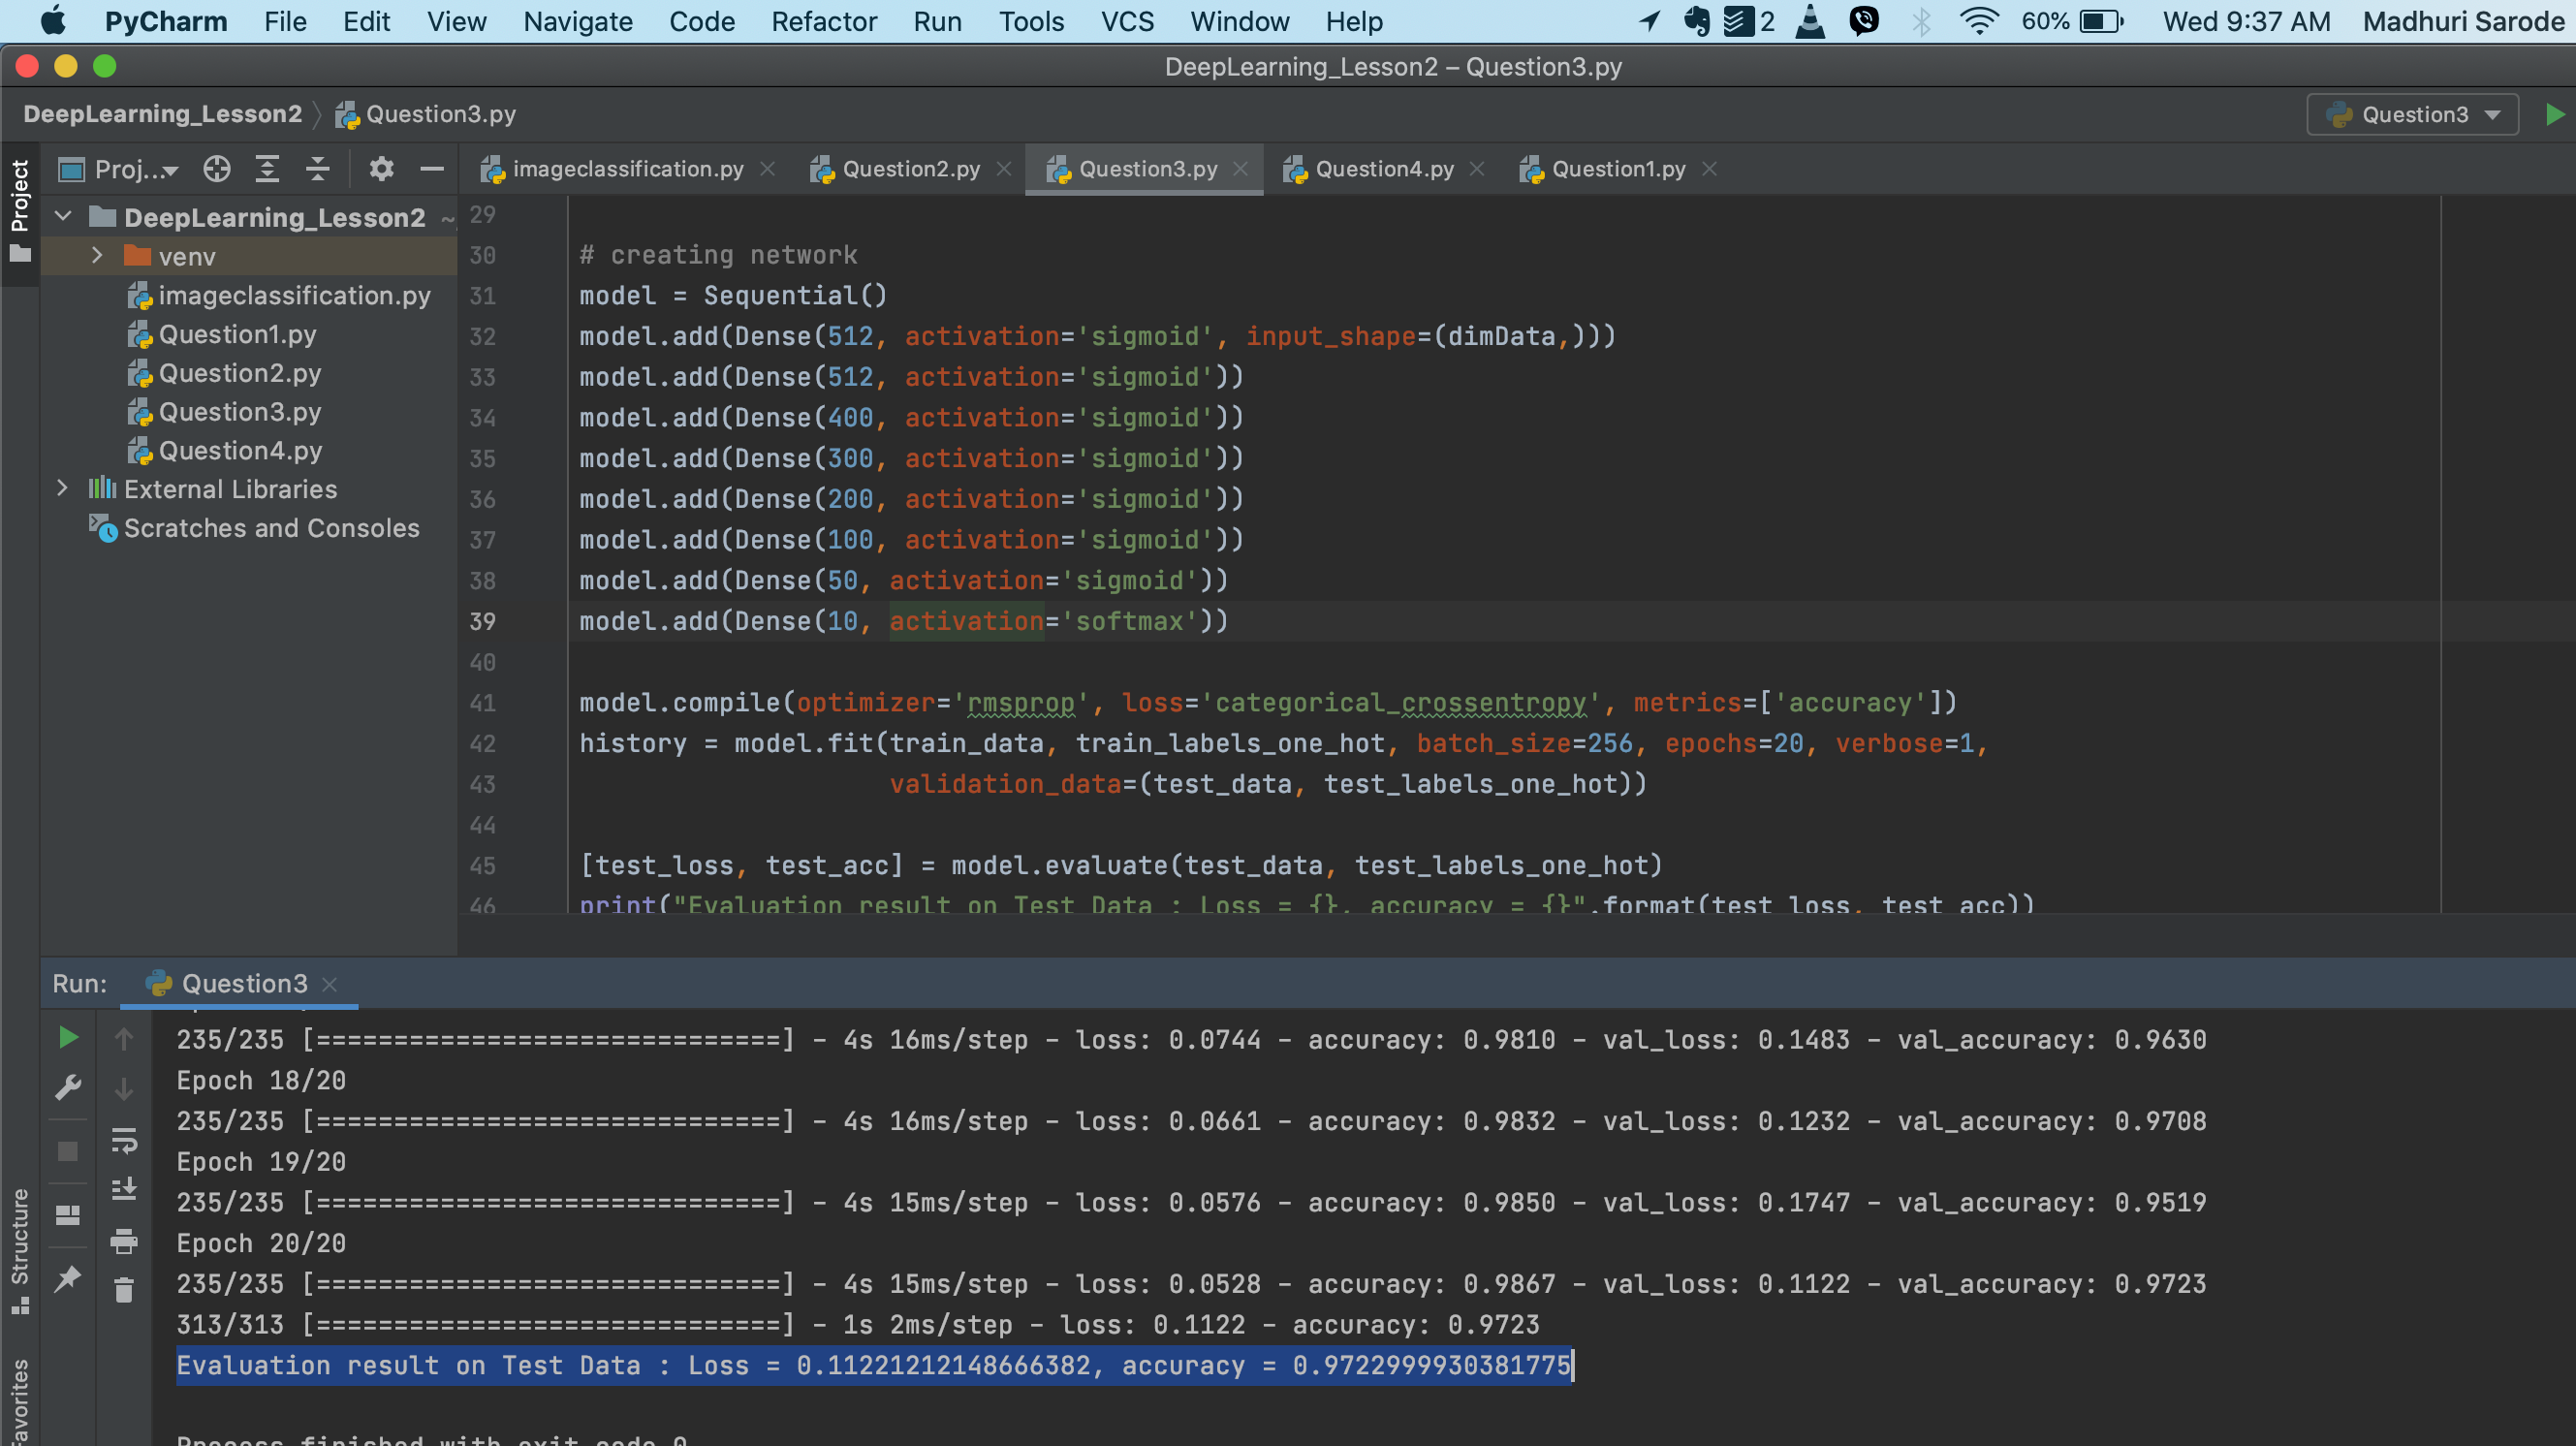 PyCharm File Edit View Navigate Code Refactor Run Tools VCS Window Help 2 60% Wed 9:37 AM Madhuri Sarode
DeepLearning_Lesson2 – Question3.py
DeepLearning_Lesson2 Question3.py Question3
Project
Proj... imageclassification.py Question2.py Question3.py Question4.py Question1.py
DeepLearning_Lesson2 ~
venv
imageclassification.py
Question1.py
Question2.py
Question3.py
Question4.py
External Libraries
Scratches and Consoles
29
30 # creating network
31 model = Sequential()
32 model.add(Dense(512, activation='sigmoid', input_shape=(dimData,)))
33 model.add(Dense(512, activation='sigmoid'))
34 model.add(Dense(400, activation='sigmoid'))
35 model.add(Dense(300, activation='sigmoid'))
36 model.add(Dense(200, activation='sigmoid'))
37 model.add(Dense(100, activation='sigmoid'))
38 model.add(Dense(50, activation='sigmoid'))
39 model.add(Dense(10, activation='softmax'))
40
41 model.compile(optimizer='rmsprop', loss='categorical_crossentropy', metrics=['accuracy'])
42 history = model.fit(train_data, train_labels_one_hot, batch_size=256, epochs=20, verbose=1,
43 validation_data=(test_data, test_labels_one_hot))
44
45 [test_loss, test_acc] = model.evaluate(test_data, test_labels_one_hot)
46 print("Evaluation result on Test Data : Loss = {}, accuracy = {}".format(test_loss, test_acc))
Run: Question3
235/235 [==============================] - 4s 16ms/step - loss: 0.0744 - accuracy: 0.9810 - val_loss: 0.1483 - val_accuracy: 0.9630
Epoch 18/20
235/235 [==============================] - 4s 16ms/step - loss: 0.0661 - accuracy: 0.9832 - val_loss: 0.1232 - val_accuracy: 0.9708
Epoch 19/20
235/235 [==============================] - 4s 15ms/step - loss: 0.0576 - accuracy: 0.9850 - val_loss: 0.1747 - val_accuracy: 0.9519
Epoch 20/20
235/235 [==============================] - 4s 15ms/step - loss: 0.0528 - accuracy: 0.9867 - val_loss: 0.1122 - val_accuracy: 0.9723
313/313 [==============================] - 1s 2ms/step - loss: 0.1122 - accuracy: 0.9723
Evaluation result on Test Data : Loss = 0.11221212148666382, accuracy = 0.9722999930381775
Process finished with exit code 0
Structure
Favorites